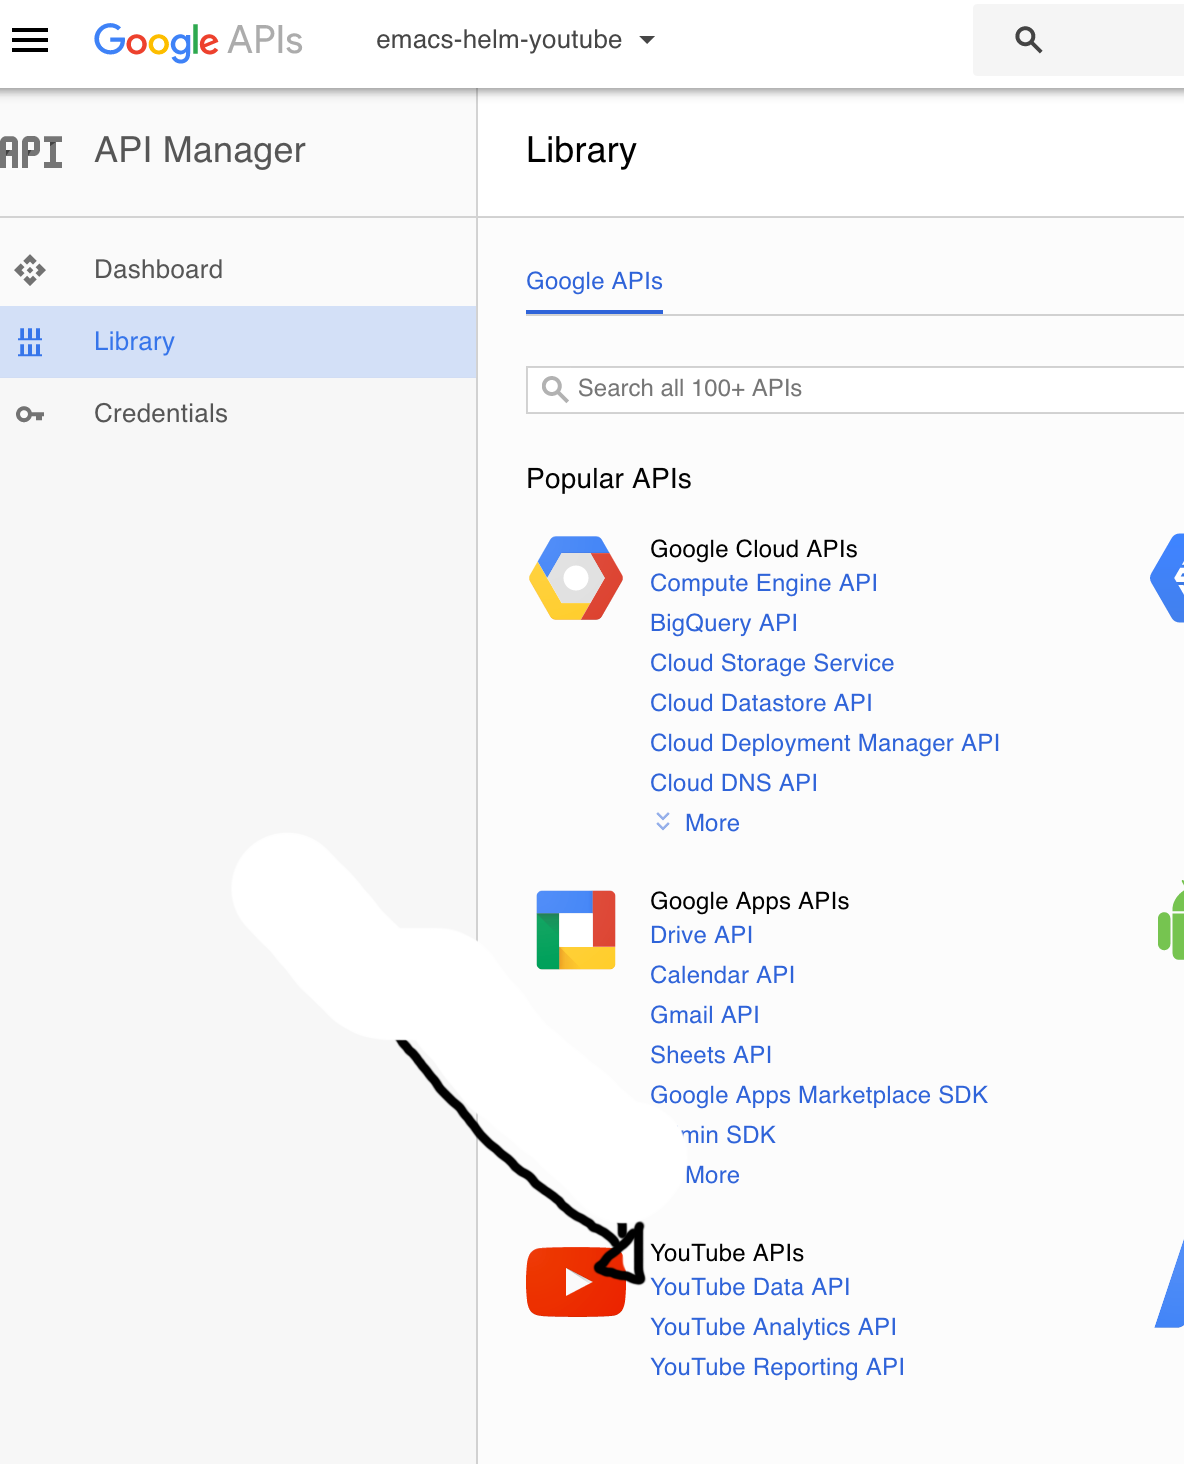 Google APIs
emacs-helm-youtube
API
API Manager
Library
Dashboard
Library
Credentials
Google APIs
Search all 100+ APIs
Popular APIs
Google Cloud APIs
Compute Engine API
BigQuery API
Cloud Storage Service
Cloud Datastore API
Cloud Deployment Manager API
Cloud DNS API
More
Google Apps APIs
Drive API
Calendar API
Gmail API
Sheets API
Google Apps Marketplace SDK
min SDK
More
YouTube APIs
YouTube Data API
YouTube Analytics API
YouTube Reporting API